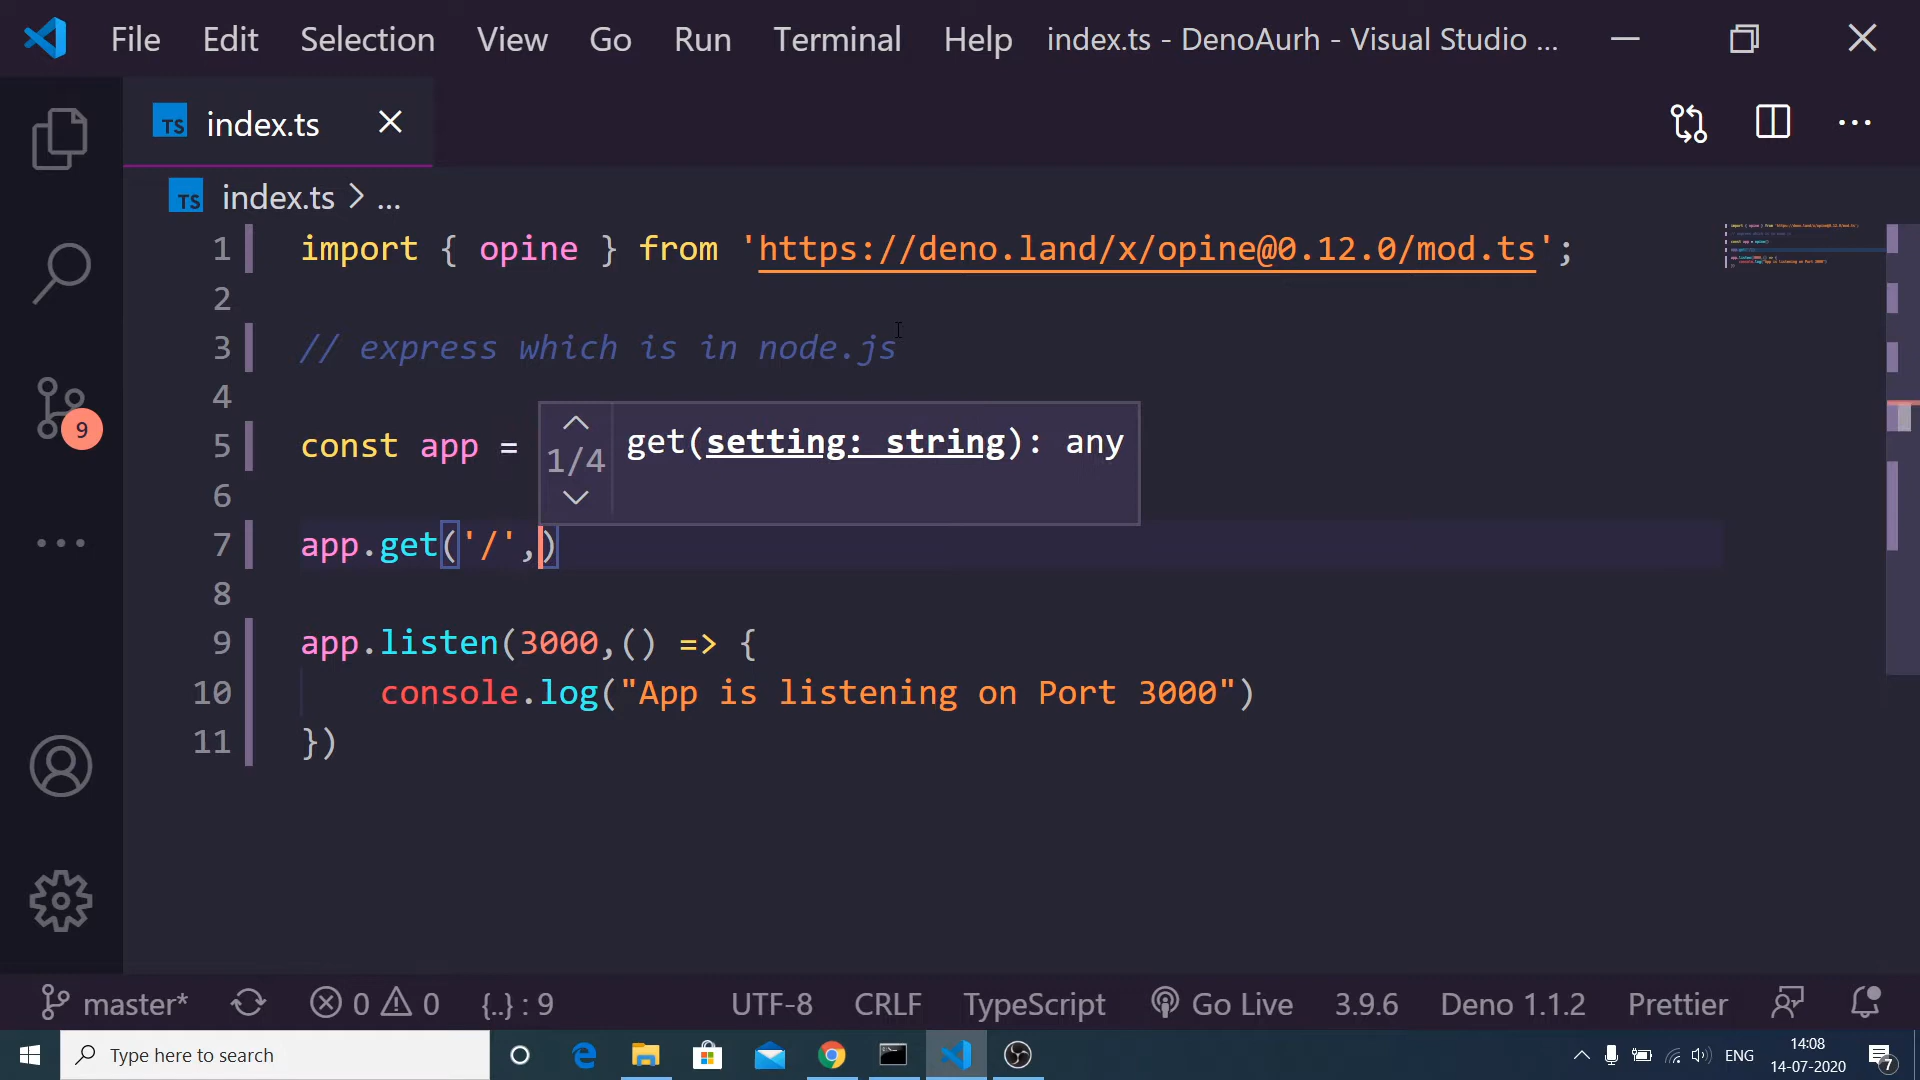 File Edit Selection View Go Run Terminal Help index.ts - DenoAurh - Visual Studio ...
TS index.ts
TS index.ts > ...
1 import { opine } from 'https://deno.land/x/opine@0.12.0/mod.ts';
2
3 // express which is in node.js
4
5 const app =
1/4 get(setting: string): any
6
7 app.get('/',)
8
9 app.listen(3000,() => {
10 console.log("App is listening on Port 3000")
11 })
9
master* 0 0 {..} : 9 UTF-8 CRLF TypeScript Go Live 3.9.6 Deno 1.1.2 Prettier
Type here to search ENG 14:08
14-07-2020 7